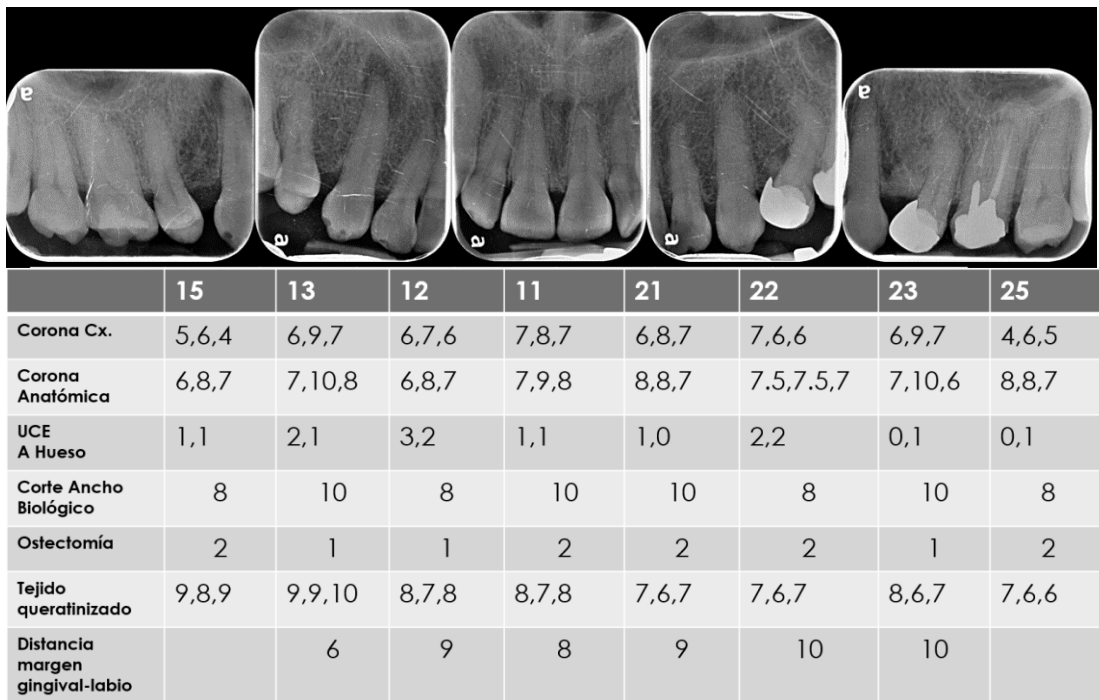 a
a
a
a
a
15 13 12 11 21 22 23 25
Corona Cx. 5,6,4 6,9,7 6,7,6 7,8,7 6,8,7 7,6,6 6,9,7 4,6,5
Corona
Anatómica 6,8,7 7,10,8 6,8,7 7,9,8 8,8,7 7.5,7.5,7 7,10,6 8,8,7
UCE
A Hueso 1,1 2,1 3,2 1,1 1,0 2,2 0,1 0,1
Corte Ancho
Biológico 8 10 8 10 10 8 10 8
Ostectomía 2 1 1 2 2 2 1 2
Tejido
queratinizado 9,8,9 9,9,10 8,7,8 8,7,8 7,6,7 7,6,7 8,6,7 7,6,6
Distancia
margen
gingival-labio 6 9 8 9 10 10